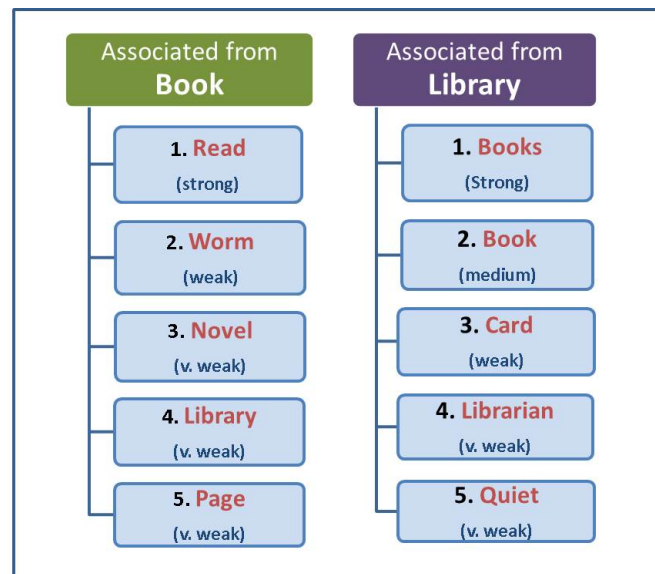 Associated from
Book
1. Read
(strong)
2. Worm
(weak)
3. Novel
(v. weak)
4. Library
(v. weak)
5. Page
(v. weak)
Associated from
Library
1. Books
(Strong)
2. Book
(medium)
3. Card
(weak)
4. Librarian
(v. weak)
5. Quiet
(v. weak)